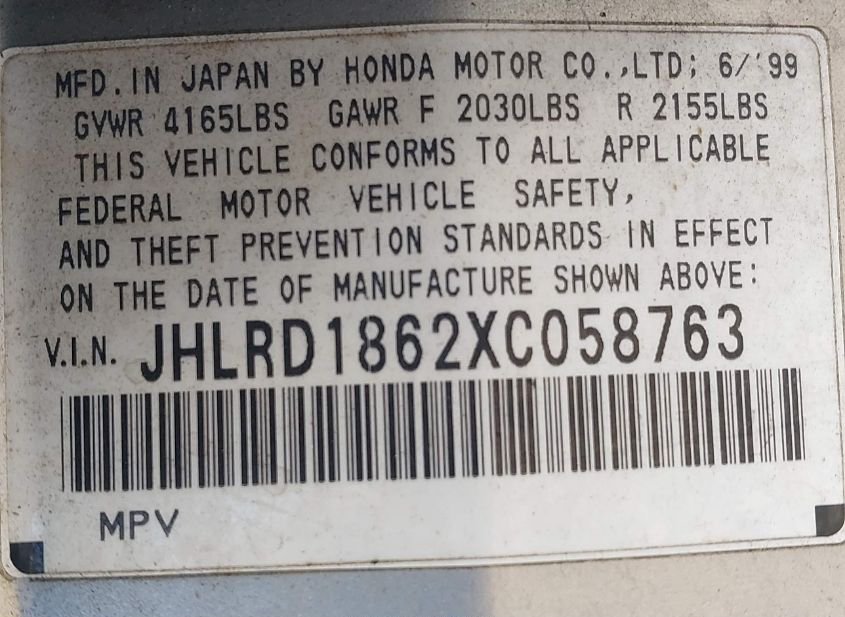 MFD. IN JAPAN BY HONDA MOTOR CO.,LTD; 6/'99
GVWR 4165LBS GAWR F 2030LBS R 2155LBS
THIS VEHICLE CONFORMS TO ALL APPLICABLE
FEDERAL MOTOR VEHICLE SAFETY,
AND THEFT PREVENTION STANDARDS IN EFFECT
ON THE DATE OF MANUFACTURE SHOWN ABOVE:
V.I.N. JHLRD1862XC058763
MPV